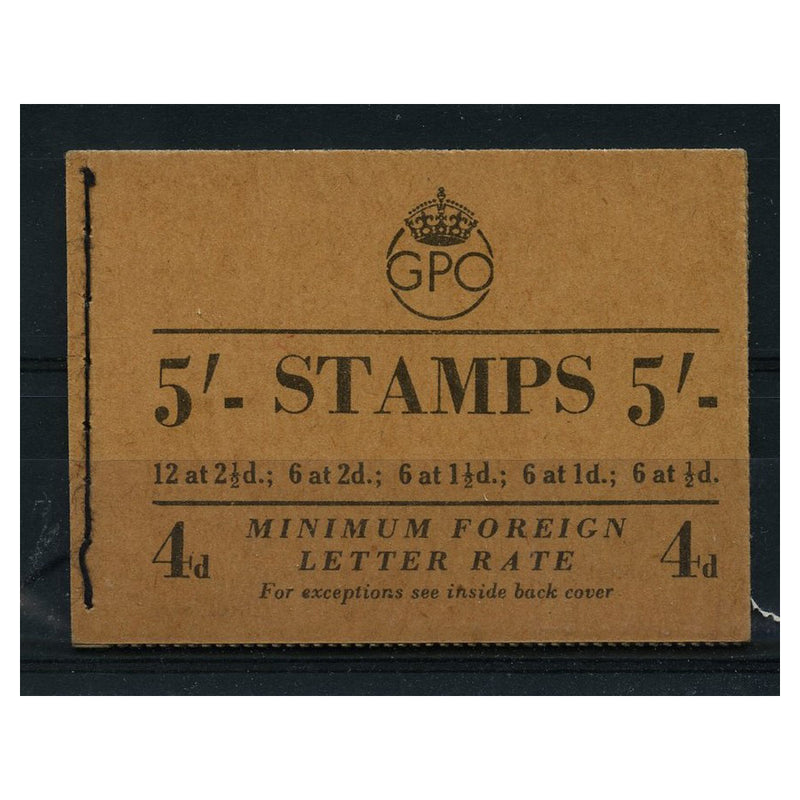 GPO
5/- STAMPS 5/-
12 at 2½d.; 6 at 2d.; 6 at 1½d.; 6 at 1d.; 6 at ½d.
4d MINIMUM FOREIGN 4d
LETTER RATE
For exceptions see inside back cover